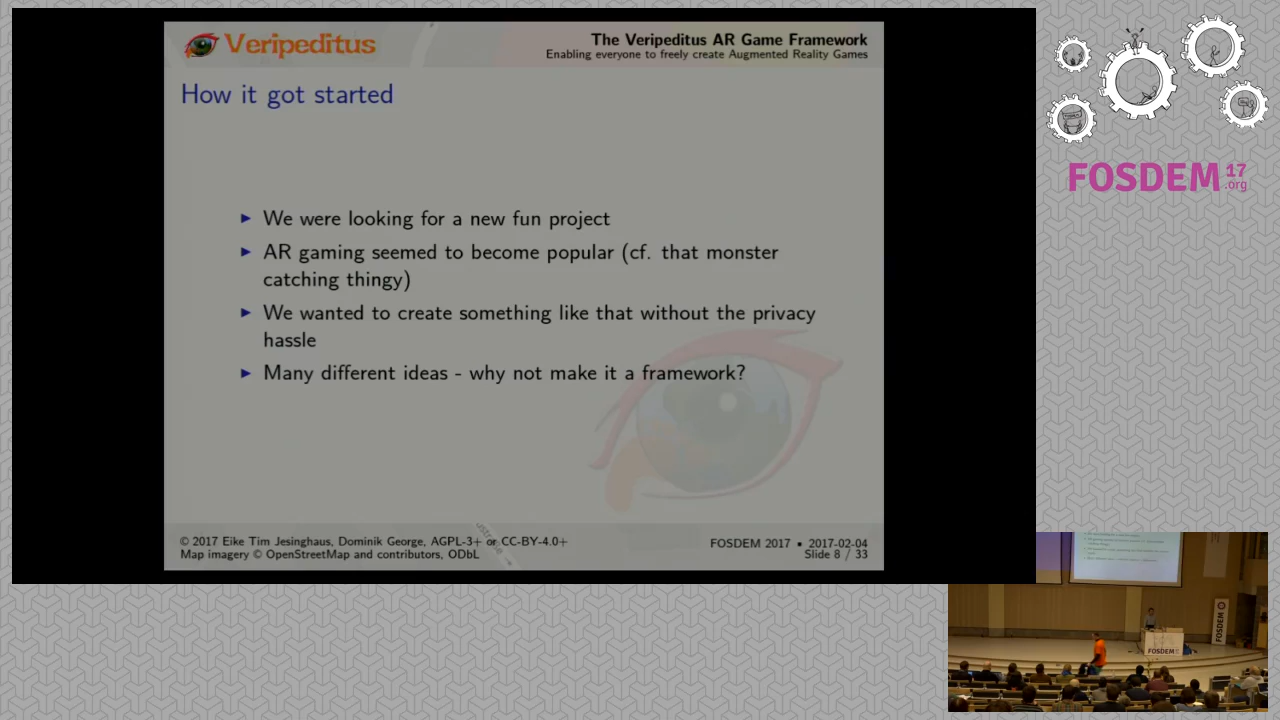 Veripeditus
The Veripeditus AR Game Framework
Enabling everyone to freely create Augmented Reality Games
How it got started
We were looking for a new fun project
AR gaming seemed to become popular (cf. that monster
catching thingy)
We wanted to create something like that without the privacy
hassle
Many different ideas - why not make it a framework?
© 2017 Eike Tim Jesinghaus, Dominik George, AGPL-3+ or CC-BY-4.0+
Map imagery © OpenStreetMap and contributors, ODbL
FOSDEM 2017 • 2017-02-04
Slide 8 / 33
FOSDEM 17
.org
FOSDEM
FOSDEM